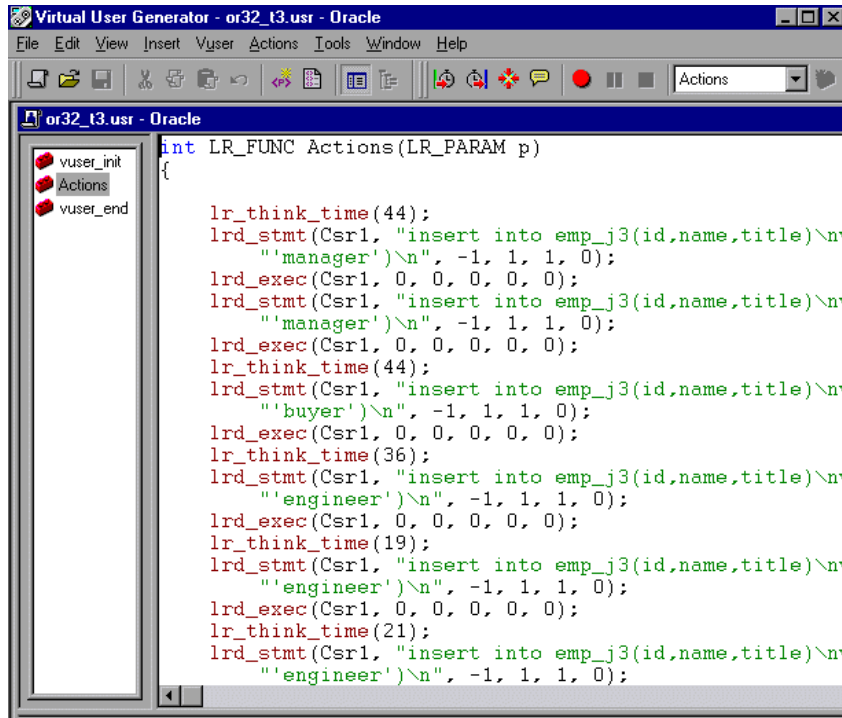 Virtual User Generator - or32_t3.usr - Oracle
File Edit View Insert Vuser Actions Tools Window Help
Actions
or32_t3.usr - Oracle
vuser_init
Actions
vuser_end
int LR_FUNC Actions(LR_PARAM p)
{
lr_think_time(44);
lrd_stmt(Csr1, "insert into emp_j3(id,name,title)\nv
"'manager')\n", -1, 1, 1, 0);
lrd_exec(Csr1, 0, 0, 0, 0, 0);
lrd_stmt(Csr1, "insert into emp_j3(id,name,title)\nv
"'manager')\n", -1, 1, 1, 0);
lrd_exec(Csr1, 0, 0, 0, 0, 0);
lr_think_time(44);
lrd_stmt(Csr1, "insert into emp_j3(id,name,title)\nv
"'buyer')\n", -1, 1, 1, 0);
lrd_exec(Csr1, 0, 0, 0, 0, 0);
lr_think_time(36);
lrd_stmt(Csr1, "insert into emp_j3(id,name,title)\nv
"'engineer')\n", -1, 1, 1, 0);
lrd_exec(Csr1, 0, 0, 0, 0, 0);
lr_think_time(19);
lrd_stmt(Csr1, "insert into emp_j3(id,name,title)\nv
"'engineer')\n", -1, 1, 1, 0);
lrd_exec(Csr1, 0, 0, 0, 0, 0);
lr_think_time(21);
lrd_stmt(Csr1, "insert into emp_j3(id,name,title)\nv
"'engineer')\n", -1, 1, 1, 0);